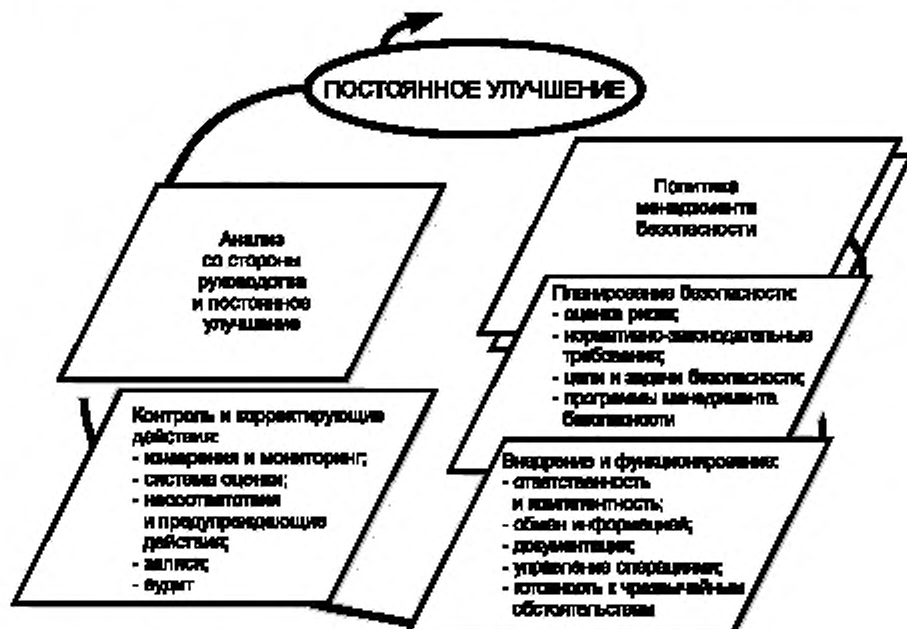 ПОСТОЯННОЕ УЛУЧШЕНИЕ
Политика
менеджмента
безопасности
Анализ
со стороны
руководства
и постоянное
улучшение
Планирование безопасности:
- оценка риска;
- нормативно-законодательные
требования;
- цели и задачи безопасности;
- программы менеджмента
безопасности
Контроль и корректирующие
действия:
- измерения и мониторинг;
- система оценки;
- несоответствия
и предупреждающие
действия;
- записи;
- аудит
Внедрение и функционирование:
- ответственность
и компетентность;
- обмен информацией;
- документация;
- управление операциями;
- готовность к чрезвычайным
обстоятельствам